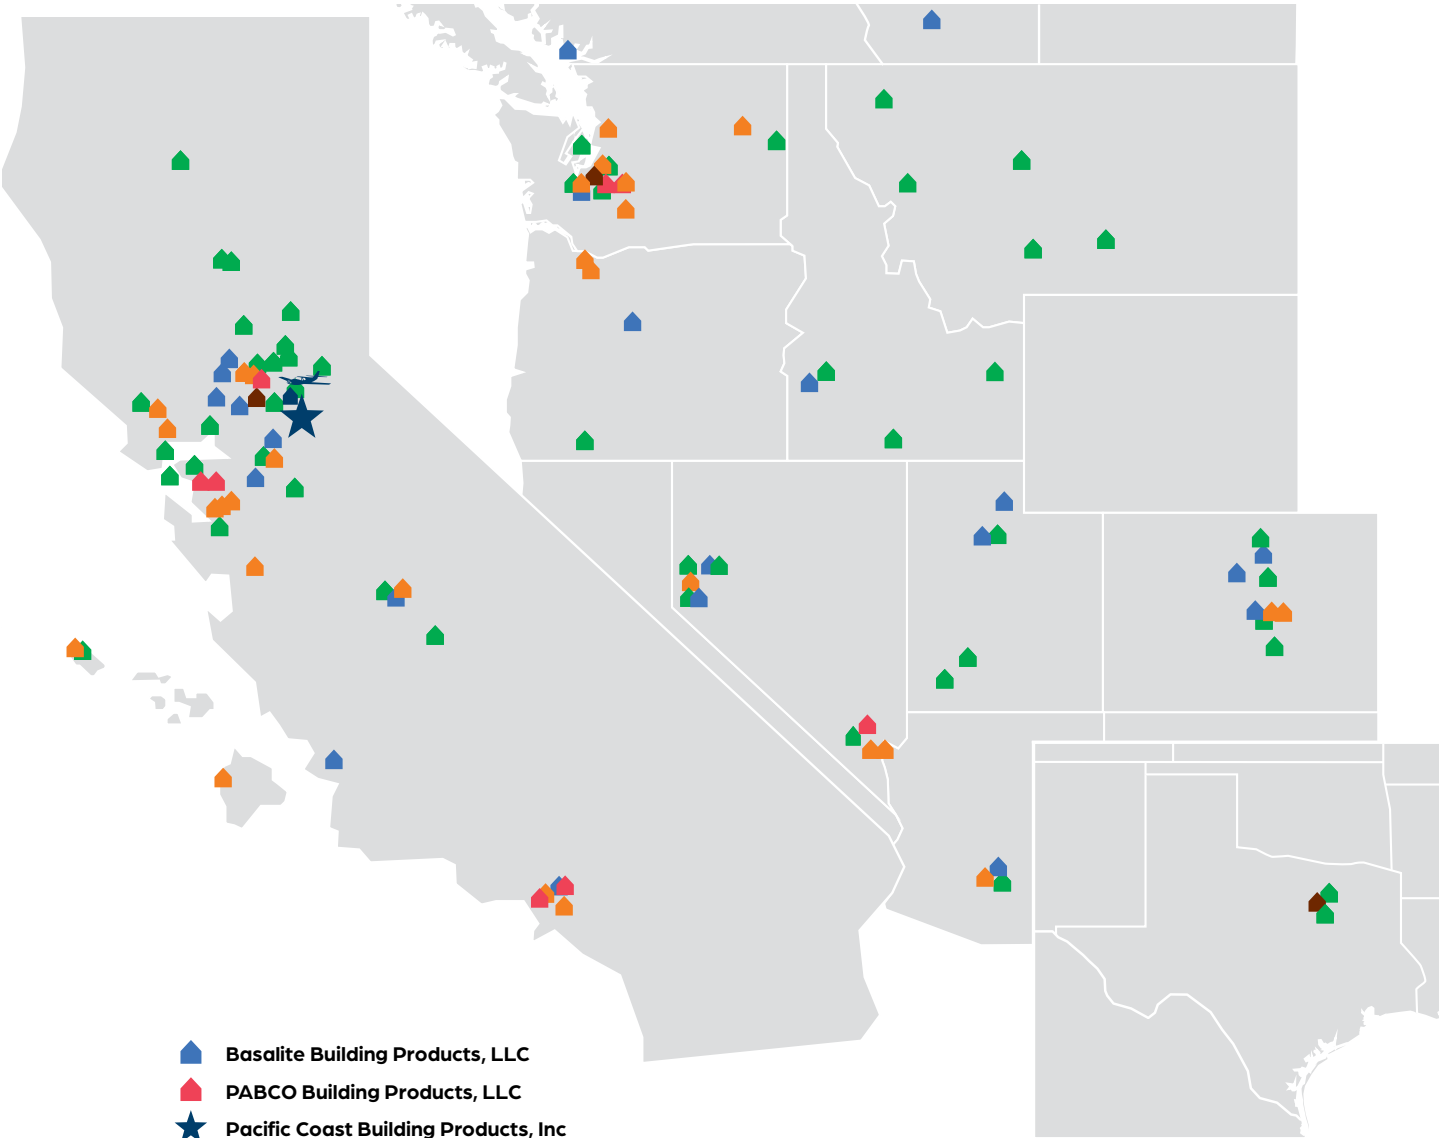 Basalite Building Products, LLC
PABCO Building Products, LLC
Pacific Coast Building Products, Inc